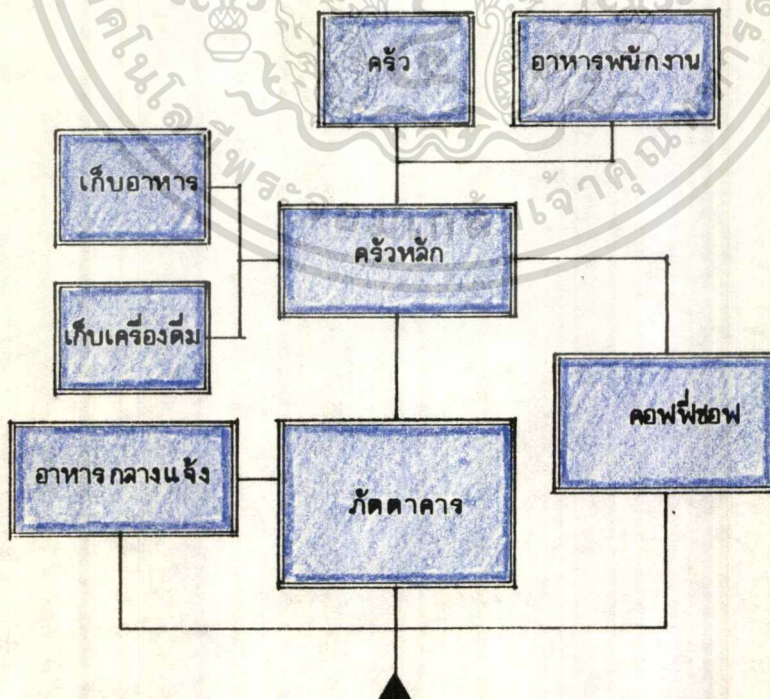 ครัว
อาหารพนักงาน
เก็บอาหาร
ครัวหลัก
เก็บเครื่องดื่ม
คอฟฟี่ชอฟ
อาหารกลางแจ้ง
ภัตตาคาร